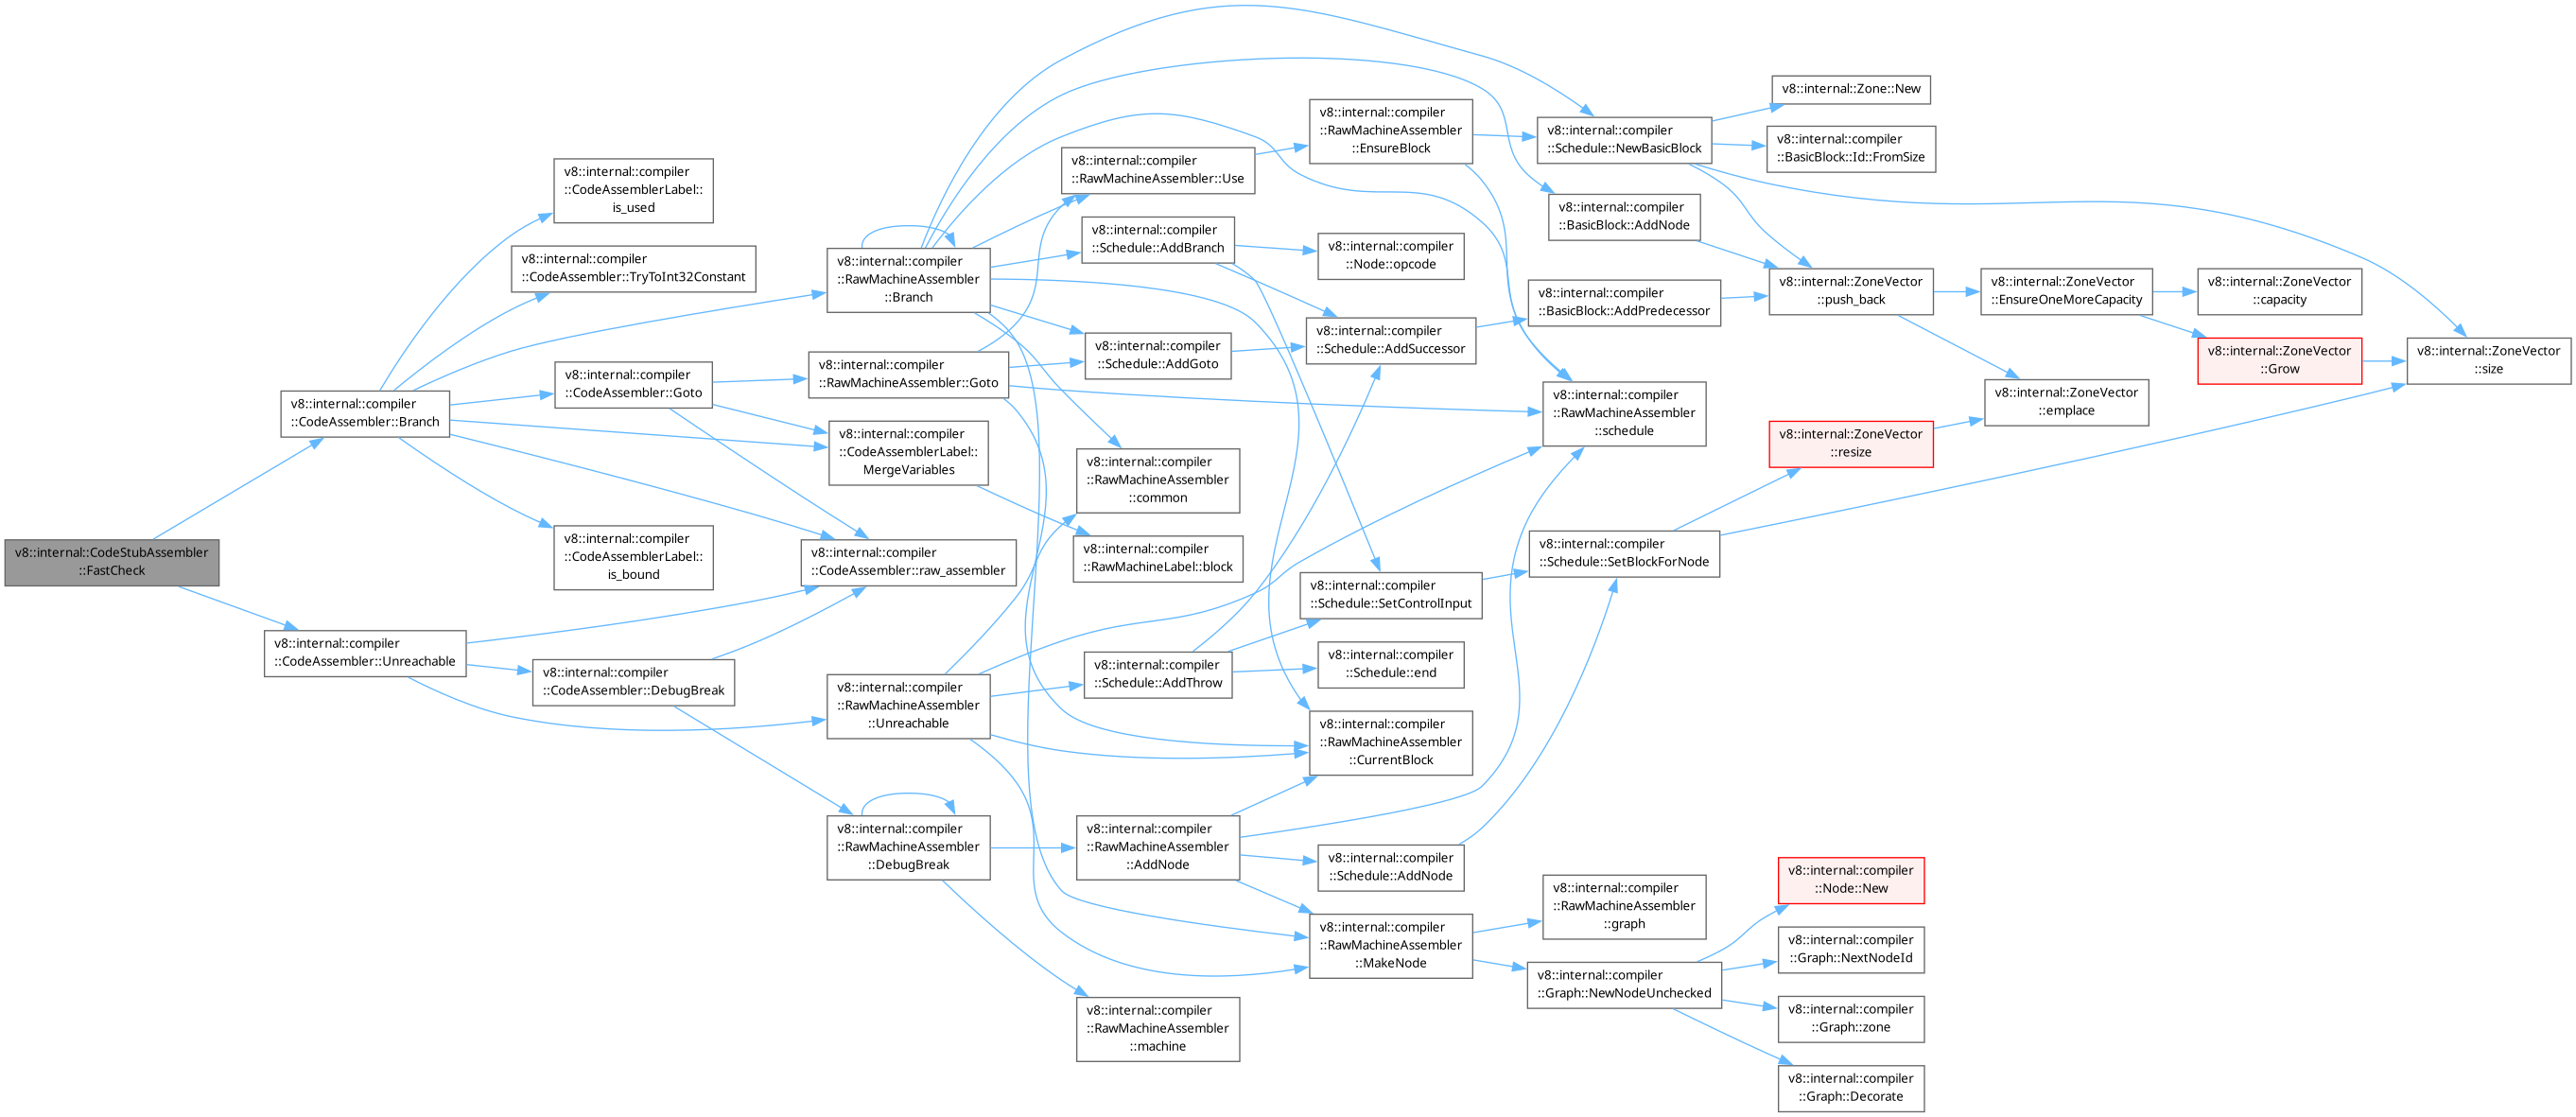 v8::internal::CodeStubAssembler
::FastCheck
v8::internal::compiler
::CodeAssembler::Branch
v8::internal::compiler
::CodeAssembler::Unreachable
v8::internal::compiler
::CodeAssemblerLabel::
is_used
v8::internal::compiler
::CodeAssembler::TryToInt32Constant
v8::internal::compiler
::CodeAssembler::Goto
v8::internal::compiler
::CodeAssemblerLabel::
is_bound
v8::internal::compiler
::CodeAssembler::DebugBreak
v8::internal::compiler
::RawMachineAssembler
::Branch
v8::internal::compiler
::RawMachineAssembler::Goto
v8::internal::compiler
::CodeAssemblerLabel::
MergeVariables
v8::internal::compiler
::CodeAssembler::raw_assembler
v8::internal::compiler
::RawMachineAssembler
::Unreachable
v8::internal::compiler
::RawMachineAssembler
::DebugBreak
v8::internal::compiler
::RawMachineAssembler::Use
v8::internal::compiler
::Schedule::AddBranch
v8::internal::compiler
::Schedule::AddGoto
v8::internal::compiler
::RawMachineAssembler
::common
v8::internal::compiler
::RawMachineLabel::block
v8::internal::compiler
::Schedule::AddThrow
v8::internal::compiler
::RawMachineAssembler
::AddNode
v8::internal::compiler
::RawMachineAssembler
::machine
v8::internal::compiler
::RawMachineAssembler
::EnsureBlock
v8::internal::compiler
::Node::opcode
v8::internal::compiler
::Schedule::AddSuccessor
v8::internal::compiler
::Schedule::SetControlInput
v8::internal::compiler
::Schedule::end
v8::internal::compiler
::RawMachineAssembler
::CurrentBlock
v8::internal::compiler
::Schedule::AddNode
v8::internal::compiler
::RawMachineAssembler
::MakeNode
v8::internal::compiler
::Schedule::NewBasicBlock
v8::internal::compiler
::BasicBlock::AddNode
v8::internal::compiler
::BasicBlock::AddPredecessor
v8::internal::compiler
::RawMachineAssembler
::schedule
v8::internal::compiler
::Schedule::SetBlockForNode
v8::internal::compiler
::RawMachineAssembler
::graph
v8::internal::compiler
::Graph::NewNodeUnchecked
v8::internal::Zone::New
v8::internal::compiler
::BasicBlock::Id::FromSize
v8::internal::ZoneVector
::push_back
v8::internal::ZoneVector
::resize
v8::internal::compiler
::Node::New
v8::internal::compiler
::Graph::NextNodeId
v8::internal::compiler
::Graph::zone
v8::internal::compiler
::Graph::Decorate
v8::internal::ZoneVector
::EnsureOneMoreCapacity
v8::internal::ZoneVector
::emplace
v8::internal::ZoneVector
::capacity
v8::internal::ZoneVector
::Grow
v8::internal::ZoneVector
::size